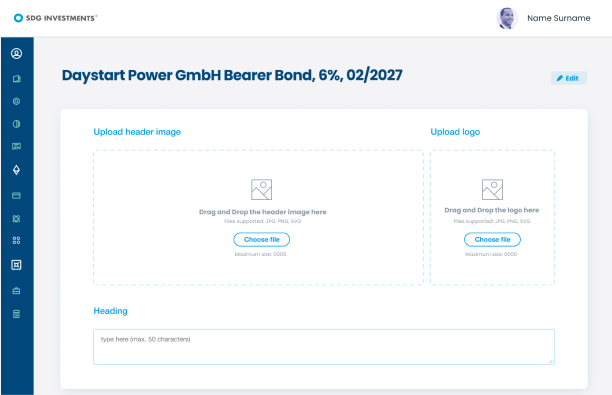 SDG INVESTMENTS®
Name Surname
Daystart Power GmbH Bearer Bond, 6%, 02/2027
Edit
Upload header image
Upload logo
Drag and Drop the header image here
Files supported: JPG, PNG, SVG
Choose file
Maximum size: 0000
Drag and Drop the logo here
Files supported: JPG, PNG, SVG
Choose file
Maximum size: 0000
Heading
type here (max. 50 characters)